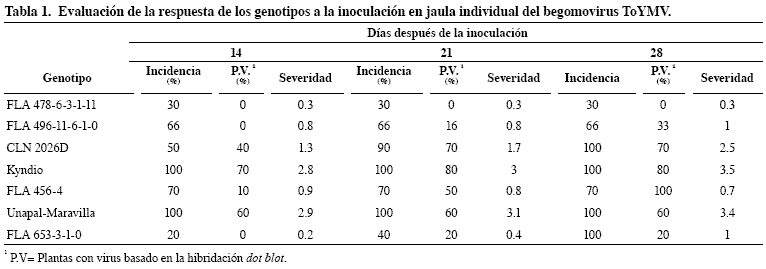 Tabla 1. Evaluación de la respuesta de los genotipos a la inoculación en jaula individual del begomovirus ToYMV.
Días después de la inoculación
14 21 28
Genotipo Incidencia (%) P.V.¹ (%) Severidad Incidencia (%) P.V.¹ (%) Severidad Incidencia P.V.¹ (%) Severidad
FLA 478-6-3-1-11 30 0 0.3 30 0 0.3 30 0 0.3
FLA 496-11-6-1-0 66 0 0.8 66 16 0.8 66 33 1
CLN 2026D 50 40 1.3 90 70 1.7 100 70 2.5
Kyndio 100 70 2.8 100 80 3 100 80 3.5
FLA 456-4 70 10 0.9 70 50 0.8 70 100 0.7
Unapal-Maravilla 100 60 2.9 100 60 3.1 100 60 3.4
FLA 653-3-1-0 20 0 0.2 40 20 0.4 100 20 1
¹ P.V= Plantas con virus basado en la hibridación dot blot.